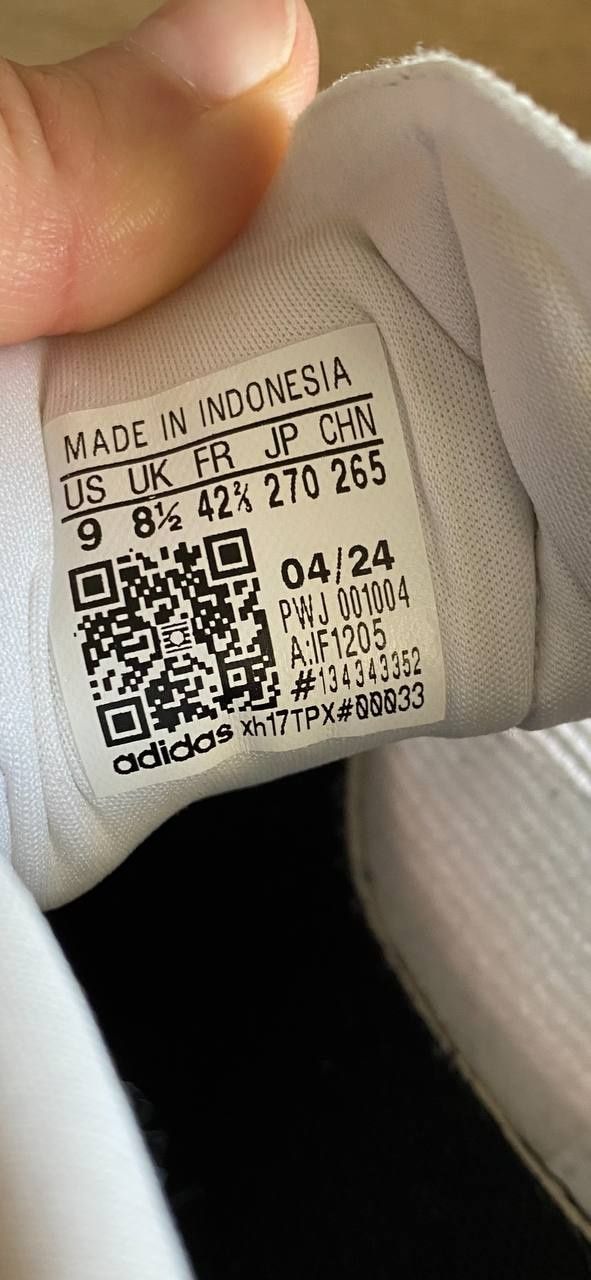 MADE IN INDONESIA
US UK FR JP CHN
9 8½ 42⅔ 270 265
04/24
PWJ 001004
A:IF1205
#134343352
adidas xh17TPX#00033